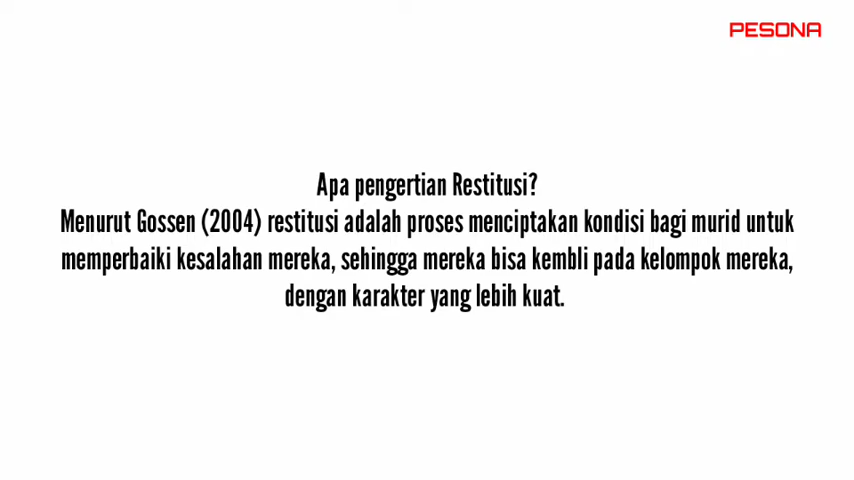 PESONA
Apa pengertian Restitusi?
Menurut Gossen (2004) restitusi adalah proses menciptakan kondisi bagi murid untuk
memperbaiki kesalahan mereka, sehingga mereka bisa kembli pada kelompok mereka,
dengan karakter yang lebih kuat.